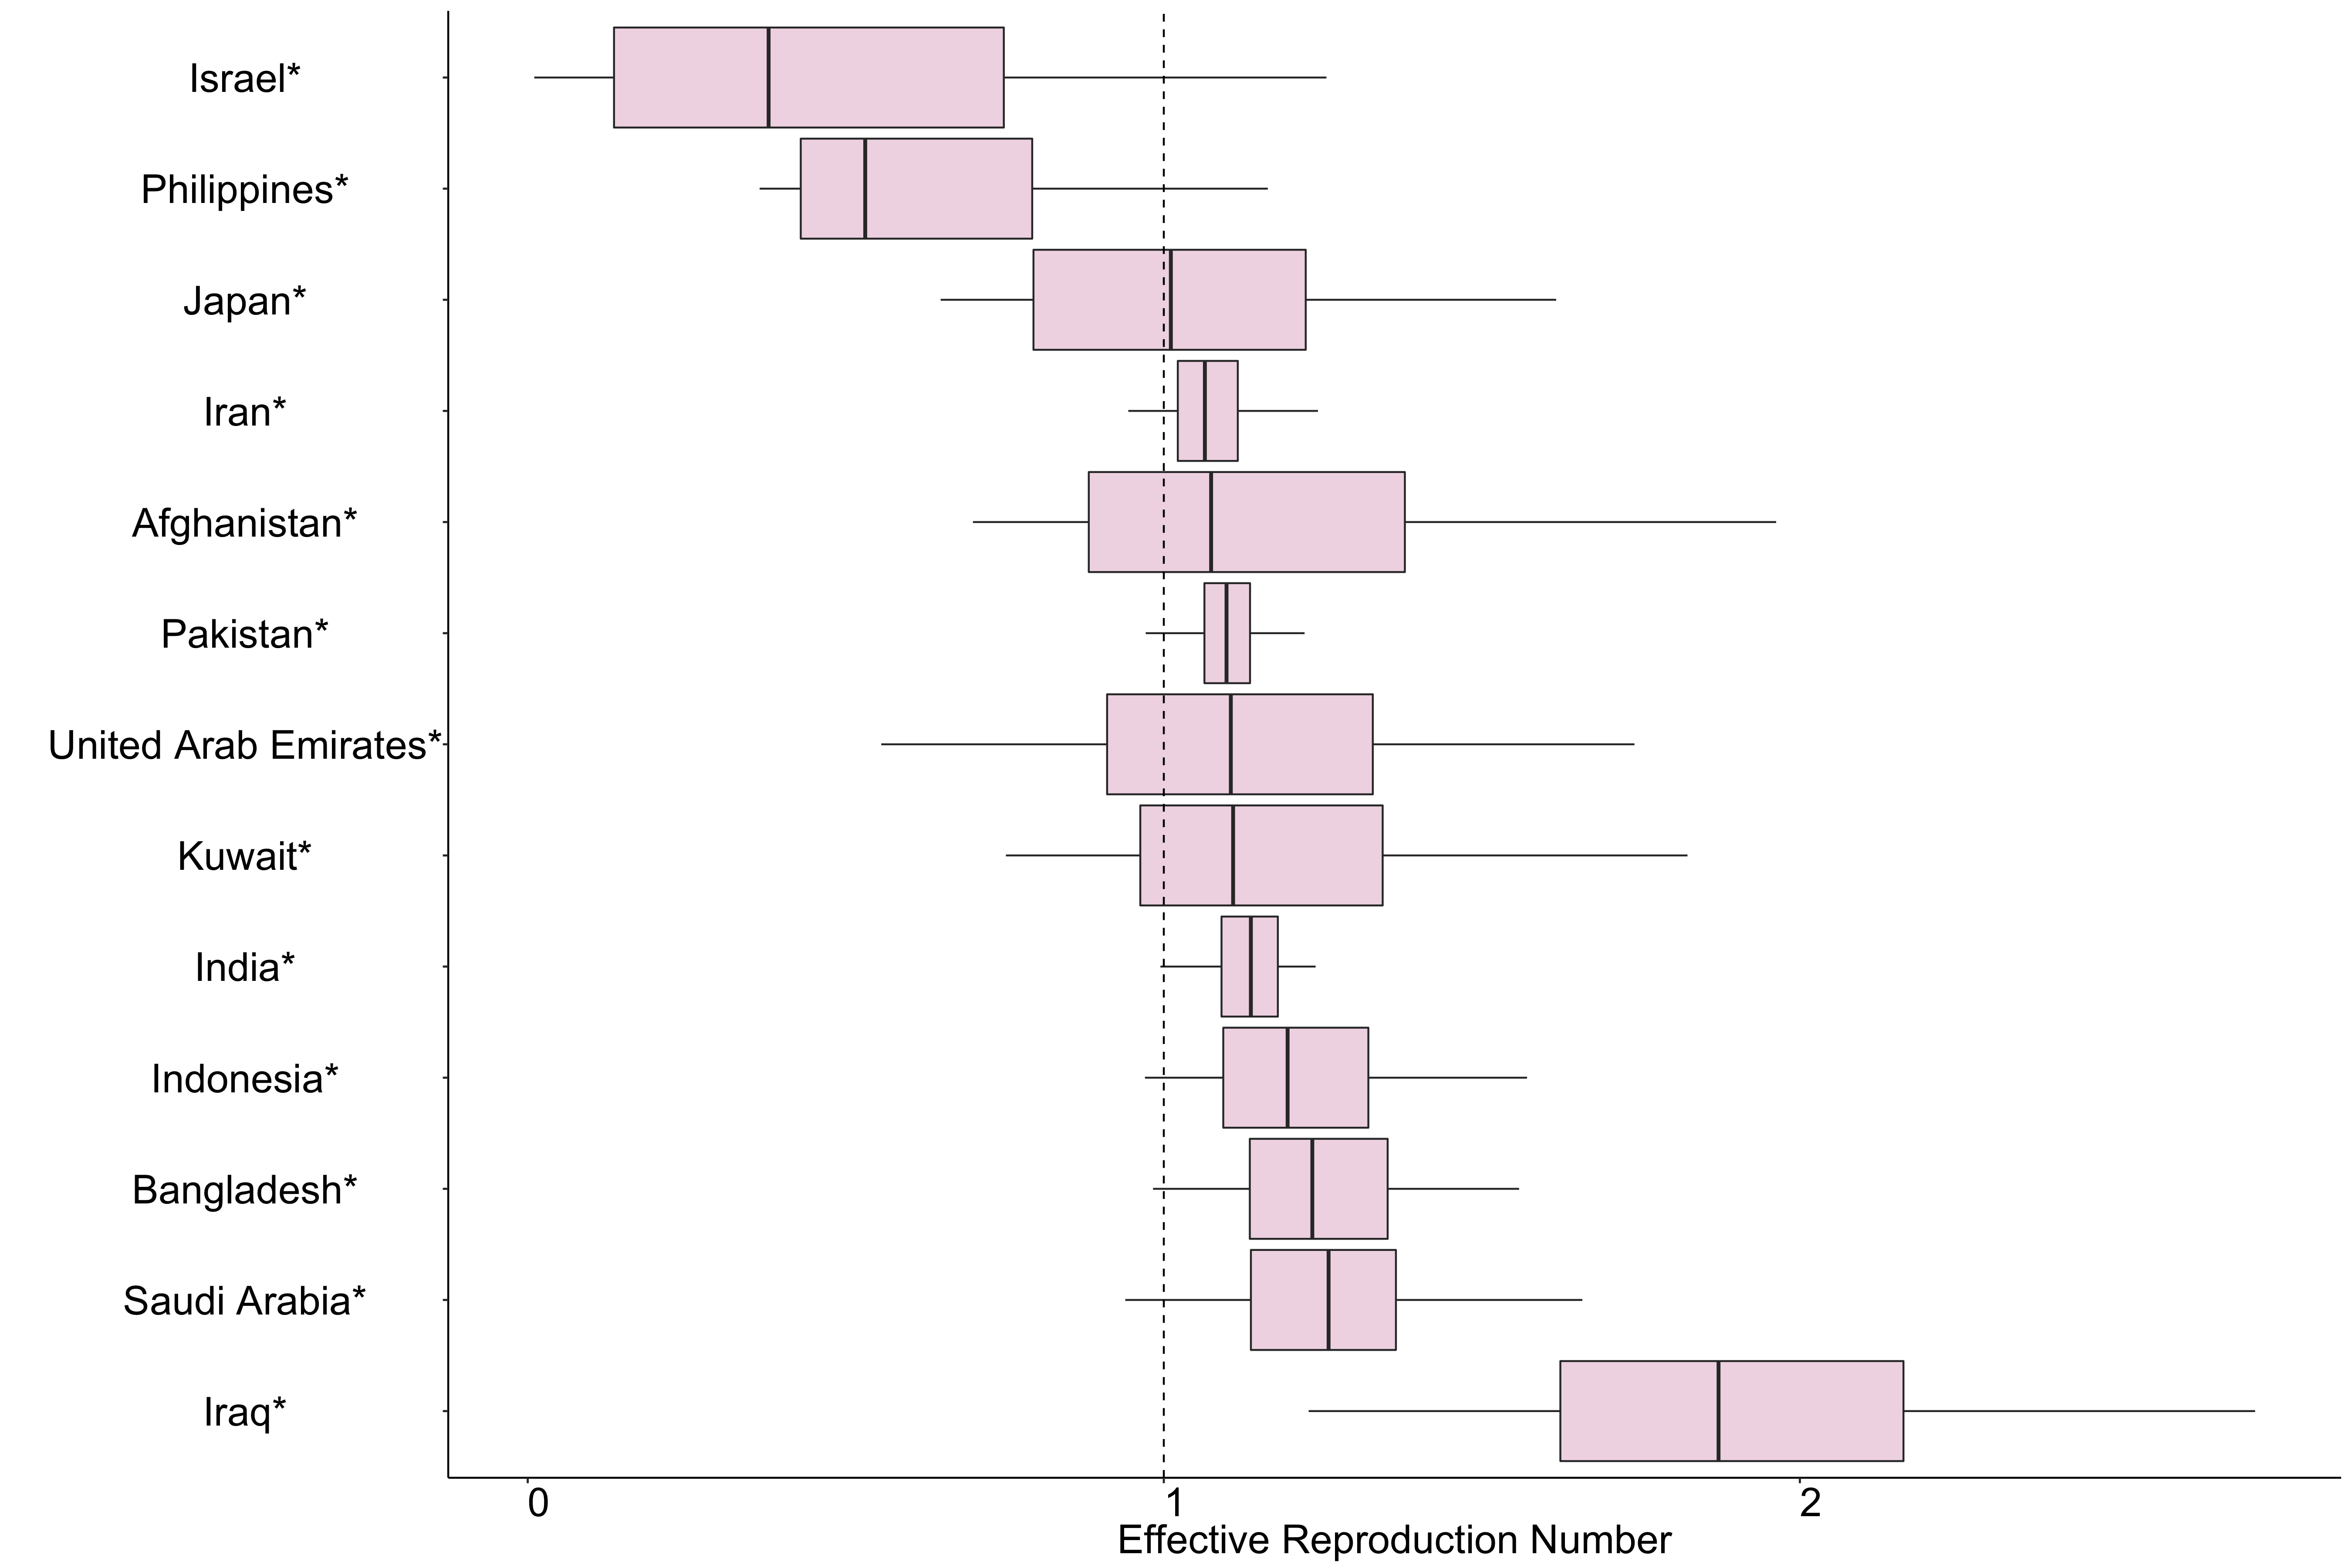 Israel*
Philippines*
Japan*
Iran*
Afghanistan*
Pakistan*
United Arab Emirates*
Kuwait*
India*
Indonesia*
Bangladesh*
Saudi Arabia*
Iraq*
0 1 2
Effective Reproduction Number